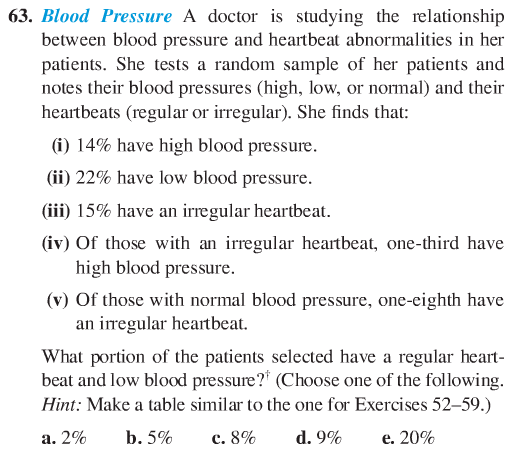 63. Blood Pressure A doctor is studying the relationship
between blood pressure and heartbeat abnormalities in her
patients. She tests a random sample of her patients and
notes their blood pressures (high, low, or normal) and their
heartbeats (regular or irregular). She finds that:
(i) 14% have high blood pressure.
(ii) 22% have low blood pressure.
(iii) 15% have an irregular heartbeat.
(iv) Of those with an irregular heartbeat, one-third have
high blood pressure.
(v) Of those with normal blood pressure, one-eighth have
an irregular heartbeat.
What portion of the patients selected have a regular heart-
beat and low blood pressure?† (Choose one of the following.
Hint: Make a table similar to the one for Exercises 52–59.)
a. 2% b. 5% c. 8% d. 9% e. 20%